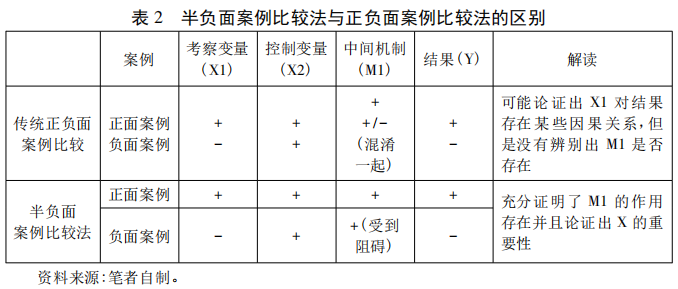 表 2 半负面案例比较法与正负面案例比较法的区别
案例
考察变量
(X1)
控制变量
(X2)
中间机制
(M1)
结果(Y)
解读
传统正负面
案例比较
正面案例
负面案例
+
-
+
+
+
+/-
(混淆
一起)
+
-
可能论证出 X1 对结果
存在某些因果关系,但
是没有辨别出 M1 是否
存在
半负面
案例比较法
正面案例
+
+
+
+
负面案例
-
+
+(受到
阻碍)
-
充分证明了 M1 的作用
存在并且论证出 X 的重
要性
资料来源:笔者自制。